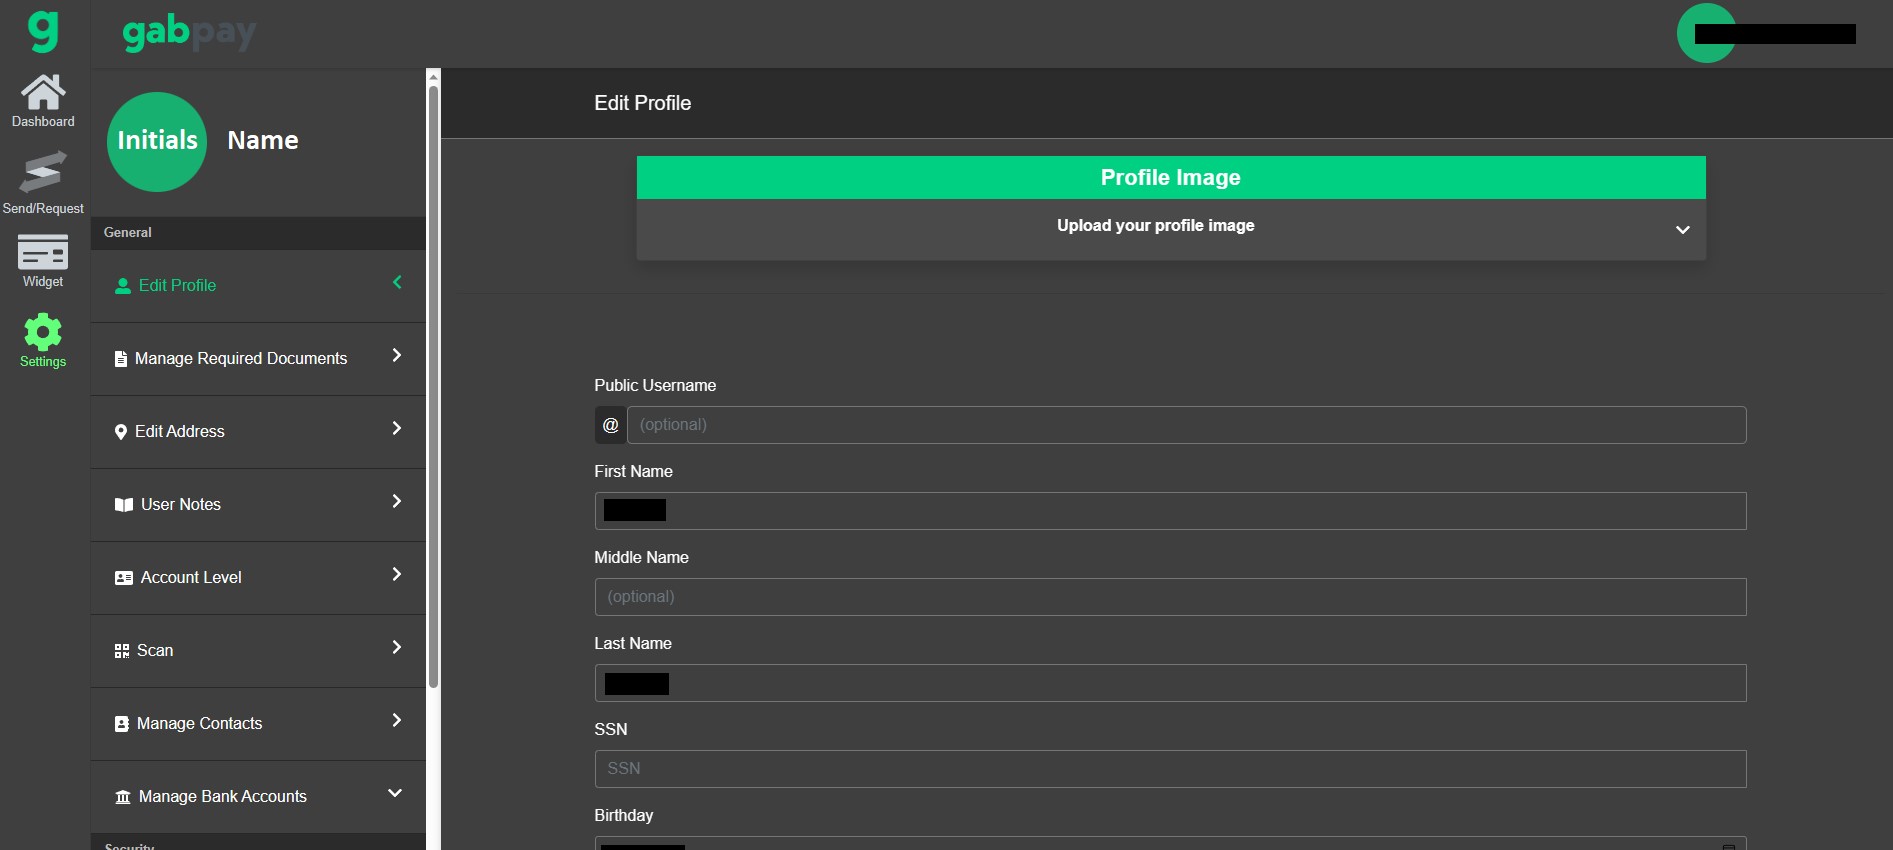 g
gabpay
Dashboard
Send/Request
Widget
Settings
Initials
Name
General
Edit Profile
Manage Required Documents
Edit Address
User Notes
Account Level
Scan
Manage Contacts
Manage Bank Accounts
Security
Edit Profile
Profile Image
Upload your profile image
Public Username
@ (optional)
First Name
Middle Name
(optional)
Last Name
SSN
SSN
Birthday